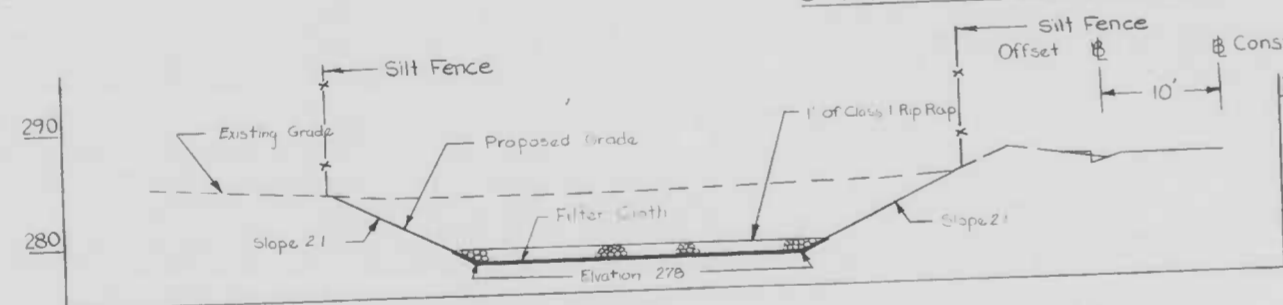 Silt Fence
Silt Fence
Offset
℄ Cons
10'
1' of Class 1 Rip Rap
290
Existing Grade
Proposed Grade
Filter Cloth
Slope 2:1
Slope 2:1
280
Elvation 278